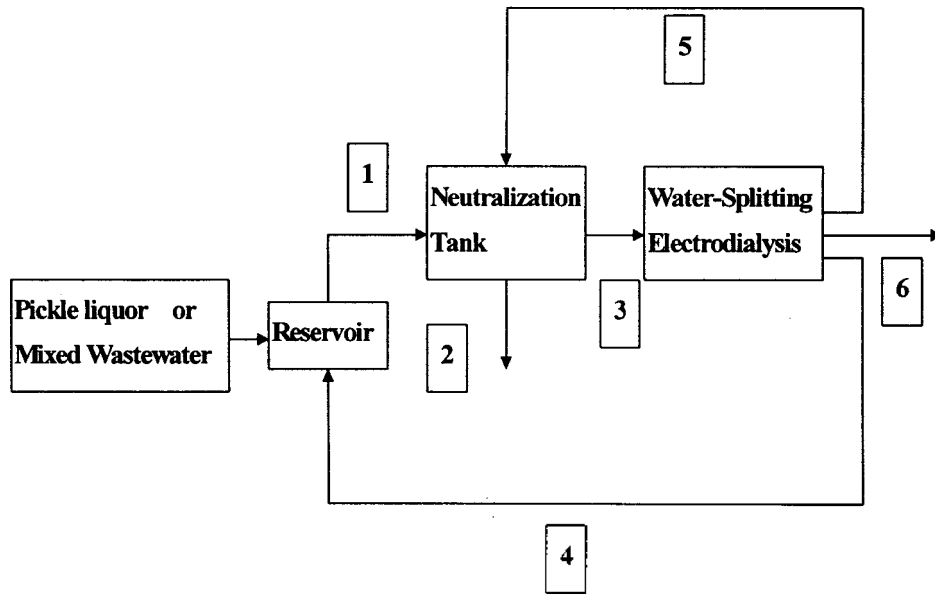 5
1
Neutralization
Tank
Water-Splitting
Electrodialysis
Pickle liquor or
Mixed Wastewater
Reservoir
2
3
6
4